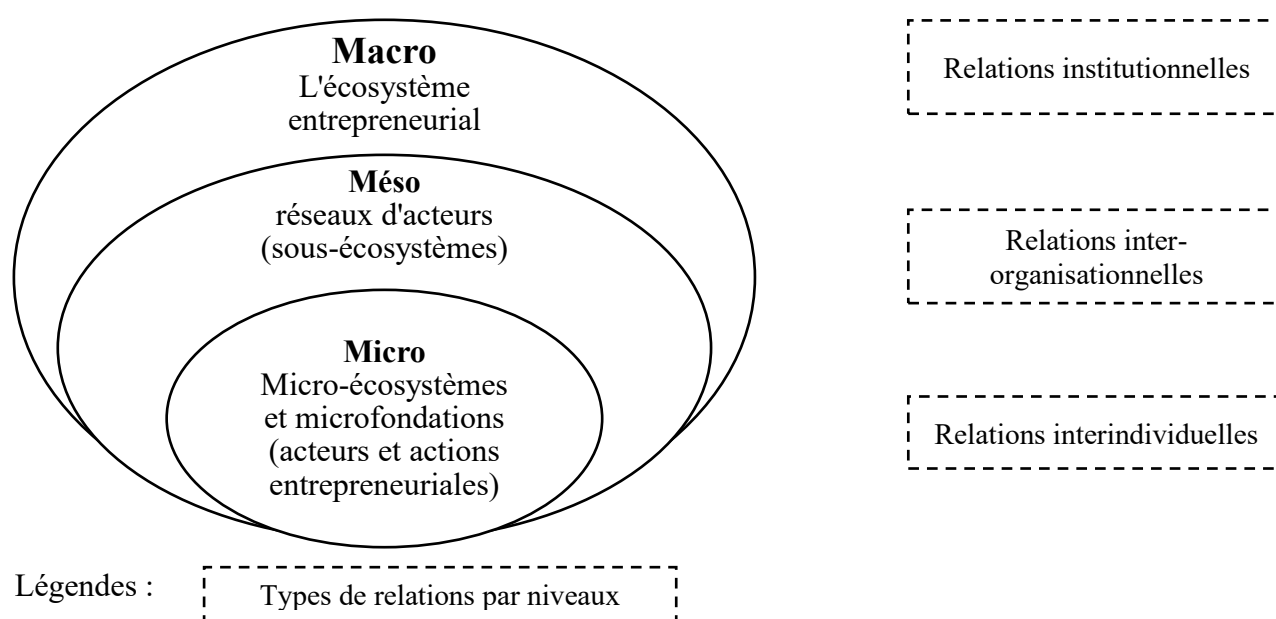 Macro
L'écosystème
entrepreneurial
Relations institutionnelles
Méso
réseaux d'acteurs
(sous-écosystèmes)
Relations inter-
organisationnelles
Micro
Micro-écosystèmes
et microfondations
(acteurs et actions
entrepreneuriales)
Relations interindividuelles
Légendes :
Types de relations par niveaux